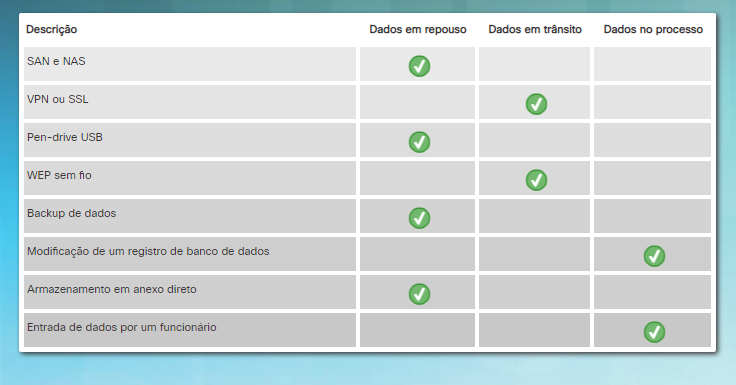 Descrição Dados em repouso Dados em trânsito Dados no processo
SAN e NAS
VPN ou SSL
Pen-drive USB
WEP sem fio
Backup de dados
Modificação de um registro de banco de dados
Armazenamento em anexo direto
Entrada de dados por um funcionário